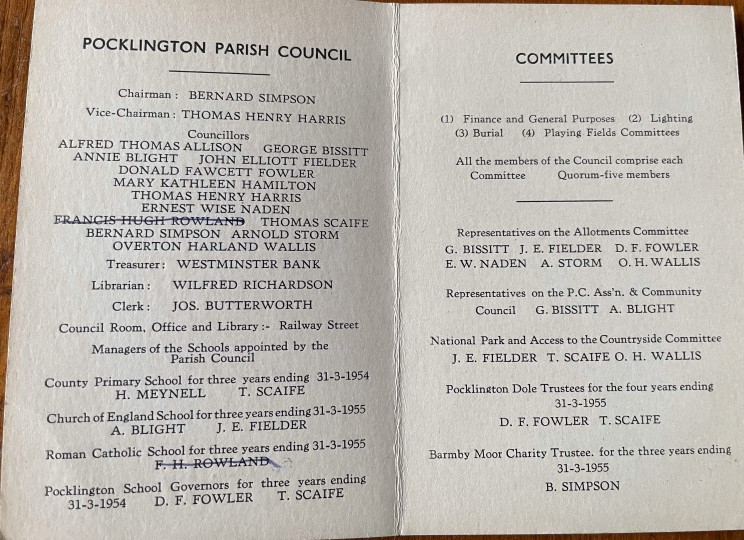 POCKLINGTON PARISH COUNCIL
Chairman : BERNARD SIMPSON
Vice-Chairman : THOMAS HENRY HARRIS
Councillors
ALFRED THOMAS ALLISON GEORGE BISSITT
ANNIE BLIGHT JOHN ELLIOTT FIELDER
DONALD FAWCETT FOWLER
MARY KATHLEEN HAMILTON
THOMAS HENRY HARRIS
ERNEST WISE NADEN
FRANCIS HUGH ROWLAND THOMAS SCAIFE
BERNARD SIMPSON ARNOLD STORM
OVERTON HARLAND WALLIS
Treasurer : WESTMINSTER BANK
Librarian : WILFRED RICHARDSON
Clerk : JOS. BUTTERWORTH
Council Room, Office and Library :- Railway Street
Managers of the Schools appointed by the
Parish Council
County Primary School for three years ending 31-3-1954
H. MEYNELL T. SCAIFE
Church of England School for three years ending 31-3-1955
A. BLIGHT J. E. FIELDER
Roman Catholic School for three years ending 31-3-1955
F. H. ROWLAND
Pocklington School Governors for three years ending
31-3-1954 D. F. FOWLER T. SCAIFE
COMMITTEES
(1) Finance and General Purposes (2) Lighting
(3) Burial (4) Playing Fields Committees
All the members of the Council comprise each
Committee Quorum-five members
Representatives on the Allotments Committee
G. BISSITT J. E. FIELDER D. F. FOWLER
E. W. NADEN A. STORM O. H. WALLIS
Representatives on the P.C. Ass'n. & Community
Council G. BISSITT A. BLIGHT
National Park and Access to the Countryside Committee
J. E. FIELDER T. SCAIFE O. H. WALLIS
Pocklington Dole Trustees for the four years ending
31-3-1955
D. F. FOWLER T. SCAIFE
Barmby Moor Charity Trustee. for the three years ending
31-3-1955
B. SIMPSON